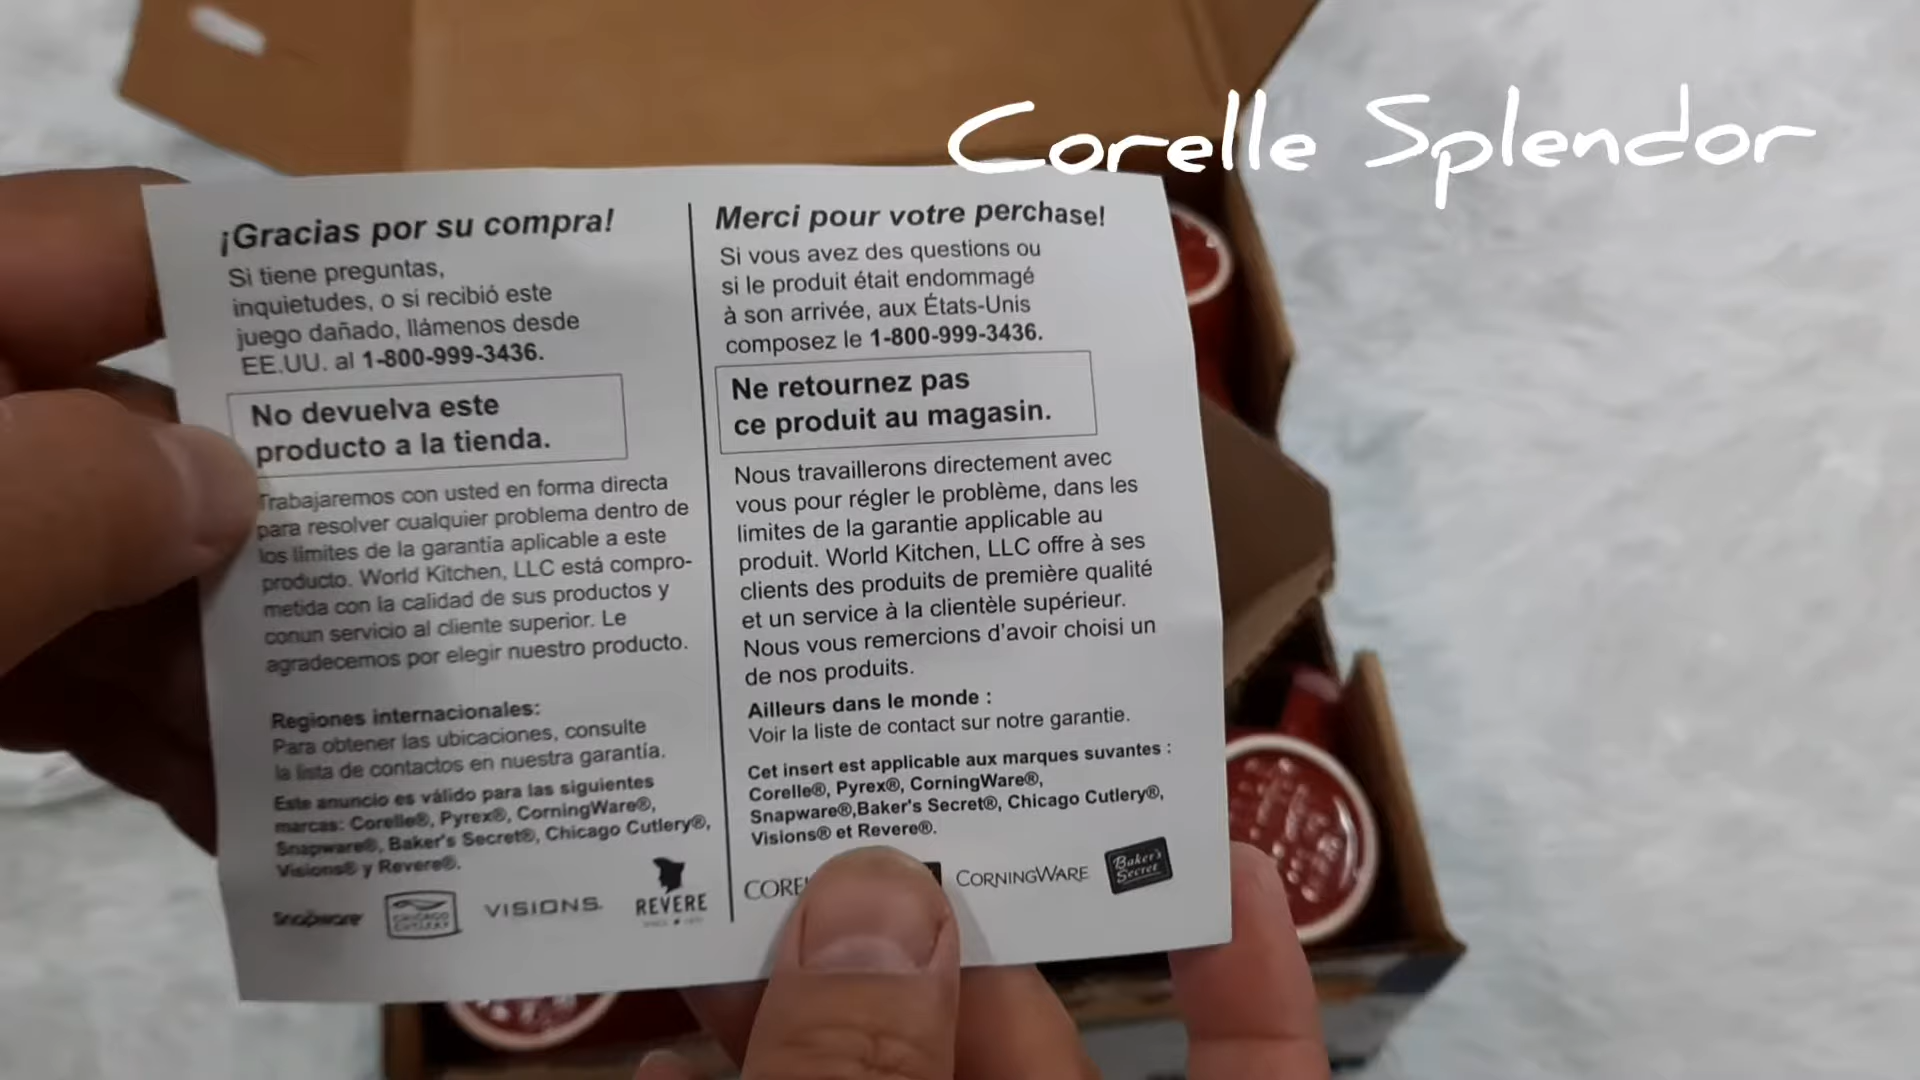 Corelle Splendor
¡Gracias por su compra!
Si tiene preguntas,
inquietudes, o si recibió este
juego dañado, llámenos desde
EE.UU. al 1-800-999-3436.
No devuelva este
producto a la tienda.
Trabajaremos con usted en forma directa
para resolver cualquier problema dentro de
los límites de la garantía aplicable a este
producto. World Kitchen, LLC está compro-
metida con la calidad de sus productos y
conun servicio al cliente superior. Le
agradecemos por elegir nuestro producto.
Regiones internacionales:
Para obtener las ubicaciones, consulte
la lista de contactos en nuestra garantía.
Este anuncio es válido para las siguientes
marcas: Corelle®, Pyrex®, CorningWare®,
Snapware®, Baker's Secret®, Chicago Cutlery®,
Visions® y Revere®.
Snapware
CHICAGO
CUTLERY
VISIONS.
REVERE
Merci pour votre perchase!
Si vous avez des questions ou
si le produit était endommagé
à son arrivée, aux États-Unis
composez le 1-800-999-3436.
Ne retournez pas
ce produit au magasin.
Nous travaillerons directement avec
vous pour régler le problème, dans les
limites de la garantie applicable au
produit. World Kitchen, LLC offre à ses
clients des produits de première qualité
et un service à la clientèle supérieur.
Nous vous remercions d'avoir choisi un
de nos produits.
Ailleurs dans le monde :
Voir la liste de contact sur notre garantie.
Cet insert est applicable aux marques suvantes :
Corelle®, Pyrex®, CorningWare®,
Snapware®,Baker's Secret®, Chicago Cutlery®,
Visions® et Revere®.
CORNINGWARE
Baker's
Secret